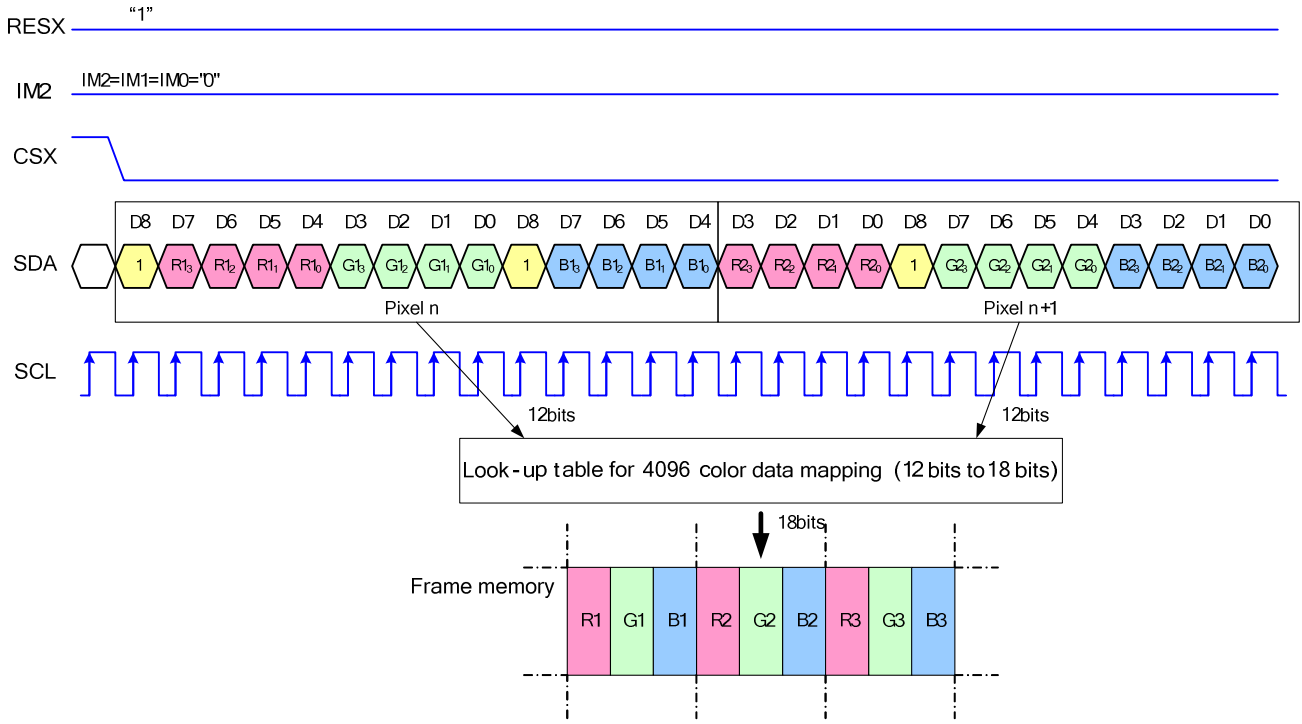 RESX
“1”
IM2
IM2=IM1=IM0="0"
CSX
D8 D7 D6 D5 D4 D3 D2 D1 D0 D8 D7 D6 D5 D4 D3 D2 D1 D0 D8 D7 D6 D5 D4 D3 D2 D1 D0
SDA
1 R1₃ R1₂ R1₁ R1₀ G1₃ G1₂ G1₁ G1₀ 1 B1₃ B1₂ B1₁ B1₀ R2₃ R2₂ R2₁ R2₀ 1 G2₃ G2₂ G2₁ G2₀ B2₃ B2₂ B2₁ B2₀
Pixel n
Pixel n+1
SCL
12bits
12bits
Look-up table for 4096 color data mapping (12 bits to 18 bits)
18bits
Frame memory
R1 G1 B1 R2 G2 B2 R3 G3 B3